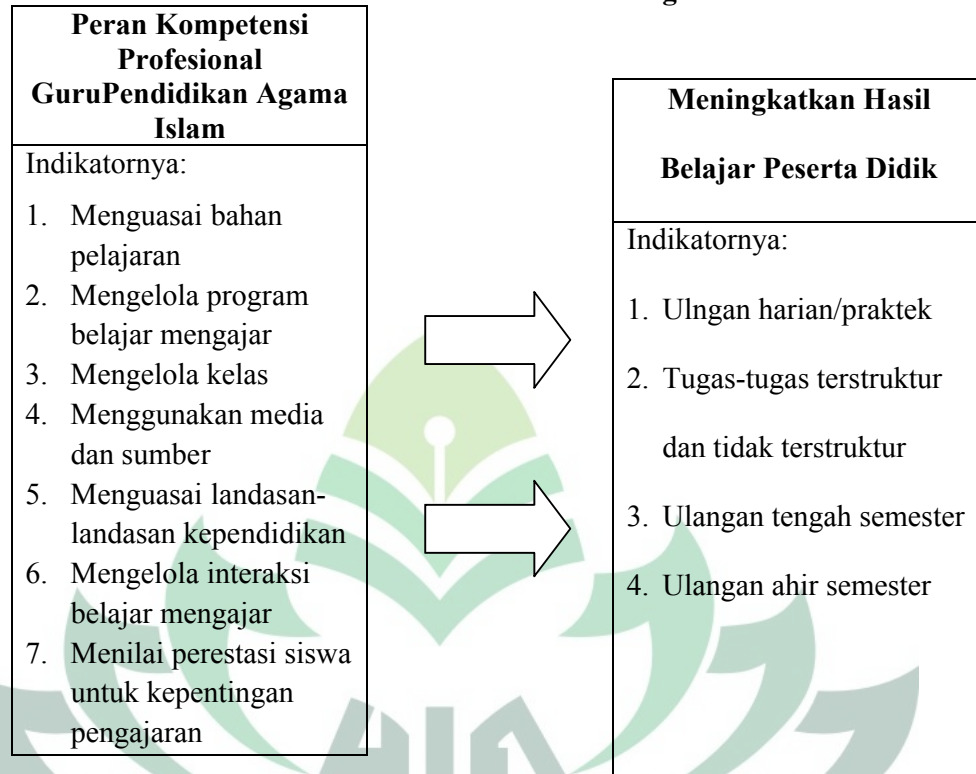 Peran Kompetensi
Profesional
GuruPendidikan Agama
Islam
Indikatornya:
1. Menguasai bahan
pelajaran
2. Mengelola program
belajar mengajar
3. Mengelola kelas
4. Menggunakan media
dan sumber
5. Menguasai landasan-
landasan kependidikan
6. Mengelola interaksi
belajar mengajar
7. Menilai perestasi siswa
untuk kepentingan
pengajaran
Meningkatkan Hasil
Belajar Peserta Didik
Indikatornya:
1. Ulngan harian/praktek
2. Tugas-tugas terstruktur
dan tidak terstruktur
3. Ulangan tengah semester
4. Ulangan ahir semester